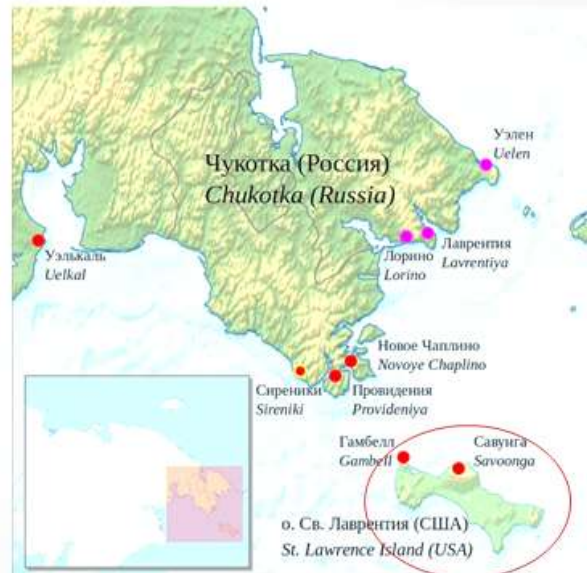 Уэлен
Uelen
Чукотка (Россия)
Chukotka (Russia)
Уэлькаль
Uelkal
Лорино
Lorino
Лаврентия
Lavrentiya
Новое Чаплино
Novoye Chaplino
Сиреники
Sireniki
Провидения
Provideniya
Гамбелл
Gambell
Савунга
Savoonga
о. Св. Лаврентия (США)
St. Lawrence Island (USA)